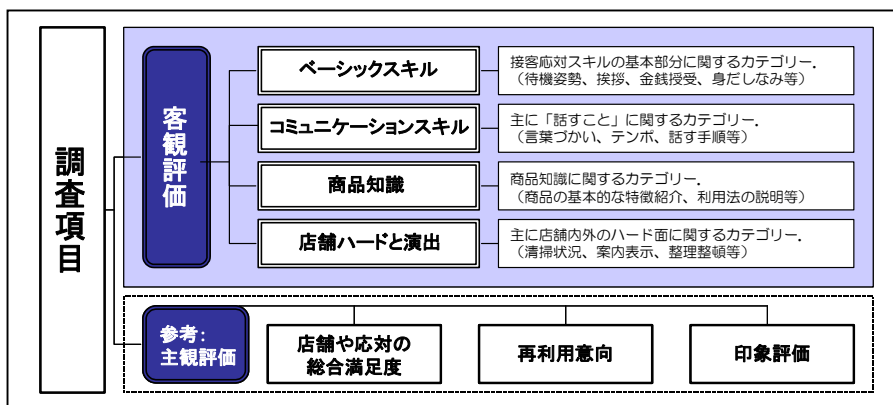 調査項目
客観評価
ベーシックスキル
接客応対スキルの基本部分に関するカテゴリー．
（待機姿勢、挨拶、金銭授受、身だしなみ等）
コミュニケーションスキル
主に「話すこと」に関するカテゴリー．
（言葉づかい、テンポ、話す手順等）
商品知識
商品知識に関するカテゴリー．
（商品の基本的な特徴紹介、利用法の説明等）
店舗ハードと演出
主に店舗内外のハード面に関するカテゴリー．
（清掃状況、案内表示、整理整頓等）
参考：
主観評価
店舗や応対の
総合満足度
再利用意向
印象評価